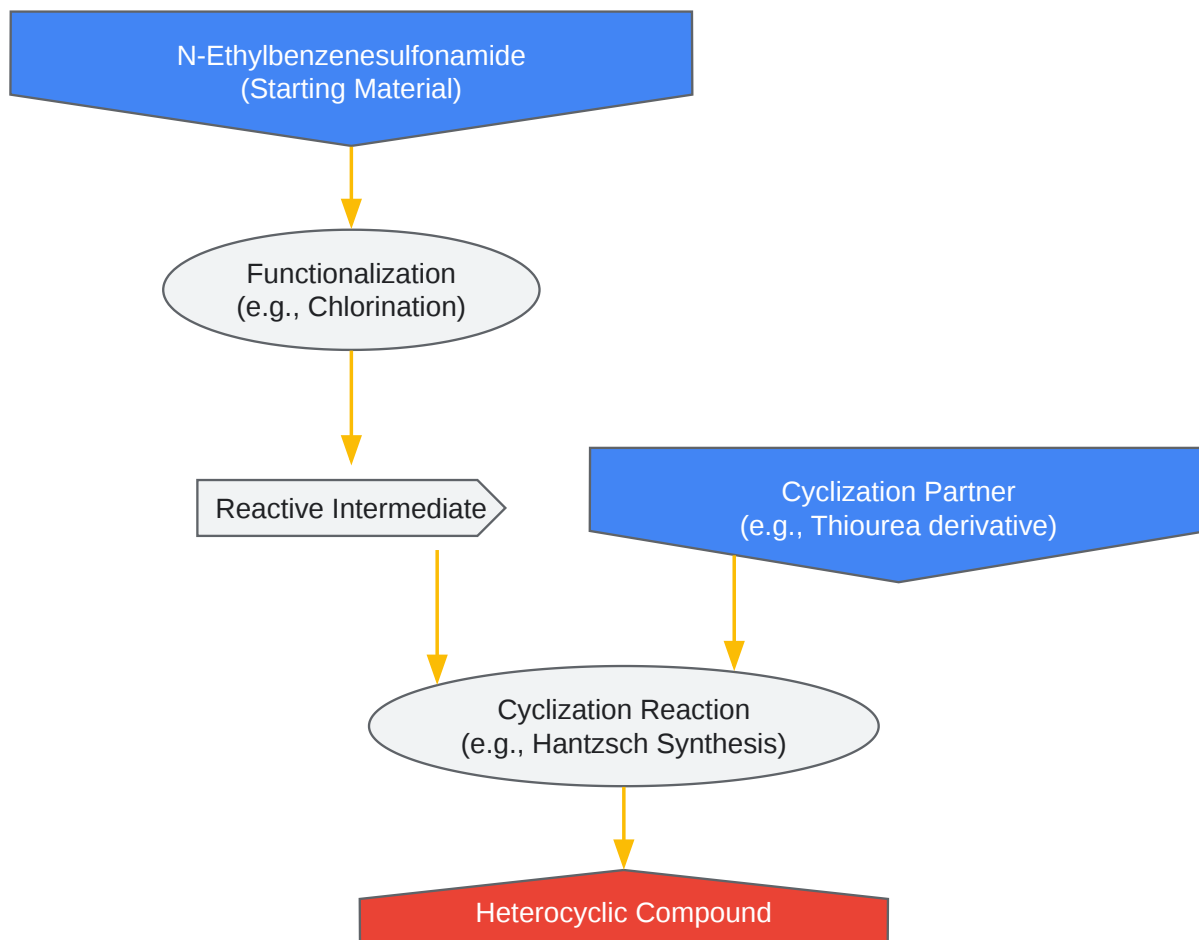 N-Ethylbenzenesulfonamide
(Starting Material)
Functionalization
(e.g., Chlorination)
Reactive Intermediate
Cyclization Partner
(e.g., Thiourea derivative)
Cyclization Reaction
(e.g., Hantzsch Synthesis)
Heterocyclic Compound